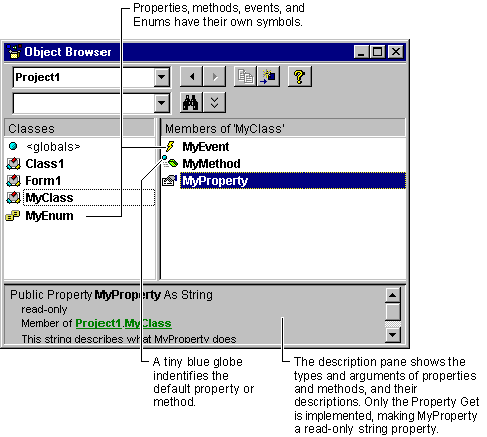 Properties, methods, events, and
Enums have their own symbols.
Object Browser
Project1
Classes
Members of 'MyClass'
<globals>
MyEvent
Class1
MyMethod
Form1
MyProperty
MyClass
MyEnum
Public Property MyProperty As String
read-only
Member of Project1.MyClass
This string describes what MyProperty does
A tiny blue globe
indentifies the
default property or
method.
The description pane shows the
types and arguments of properties
and methods, and their
descriptions. Only the Property Get
is implemented, making MyProperty
a read-only string property.